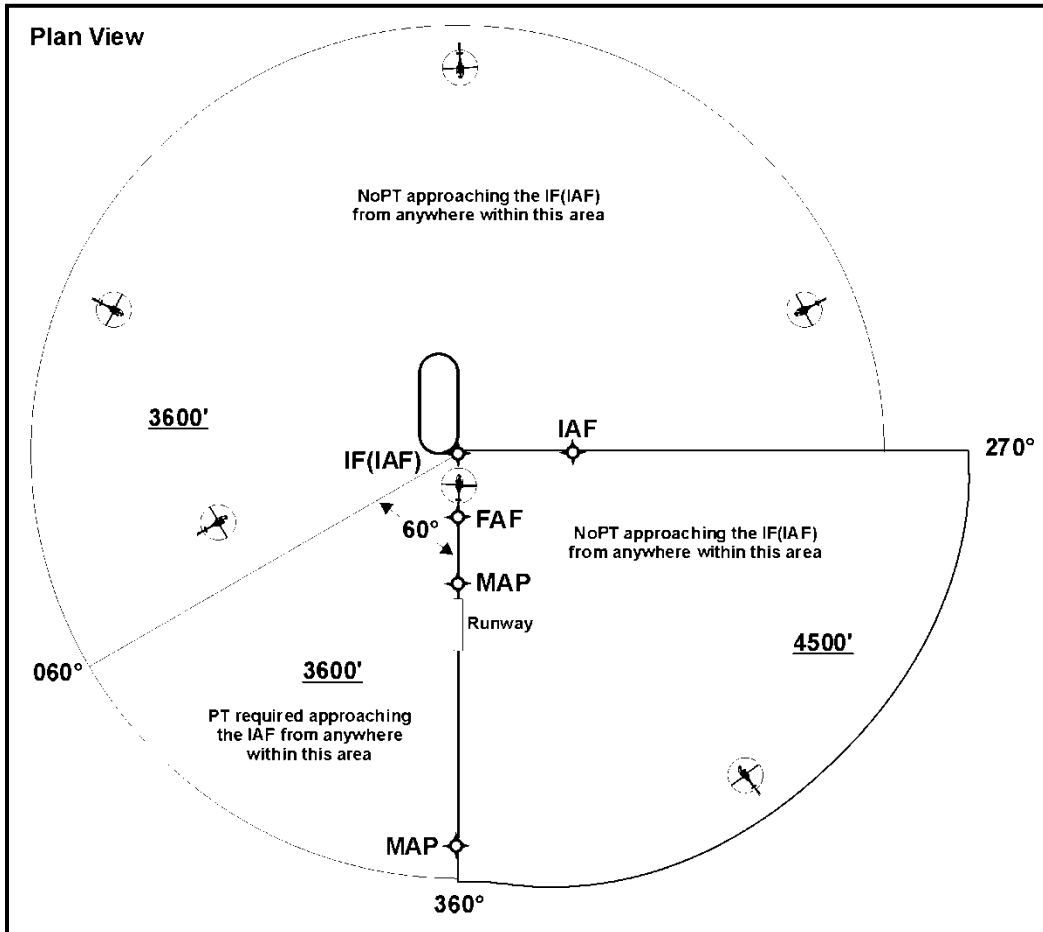 Plan View
NoPT approaching the IF(IAF)
from anywhere within this area
3600'
IAF
270°
IF(IAF)
60°
FAF
NoPT approaching the IF(IAF)
from anywhere within this area
MAP
Runway
4500'
060°
3600'
PT required approaching
the IAF from anywhere
within this area
MAP
360°